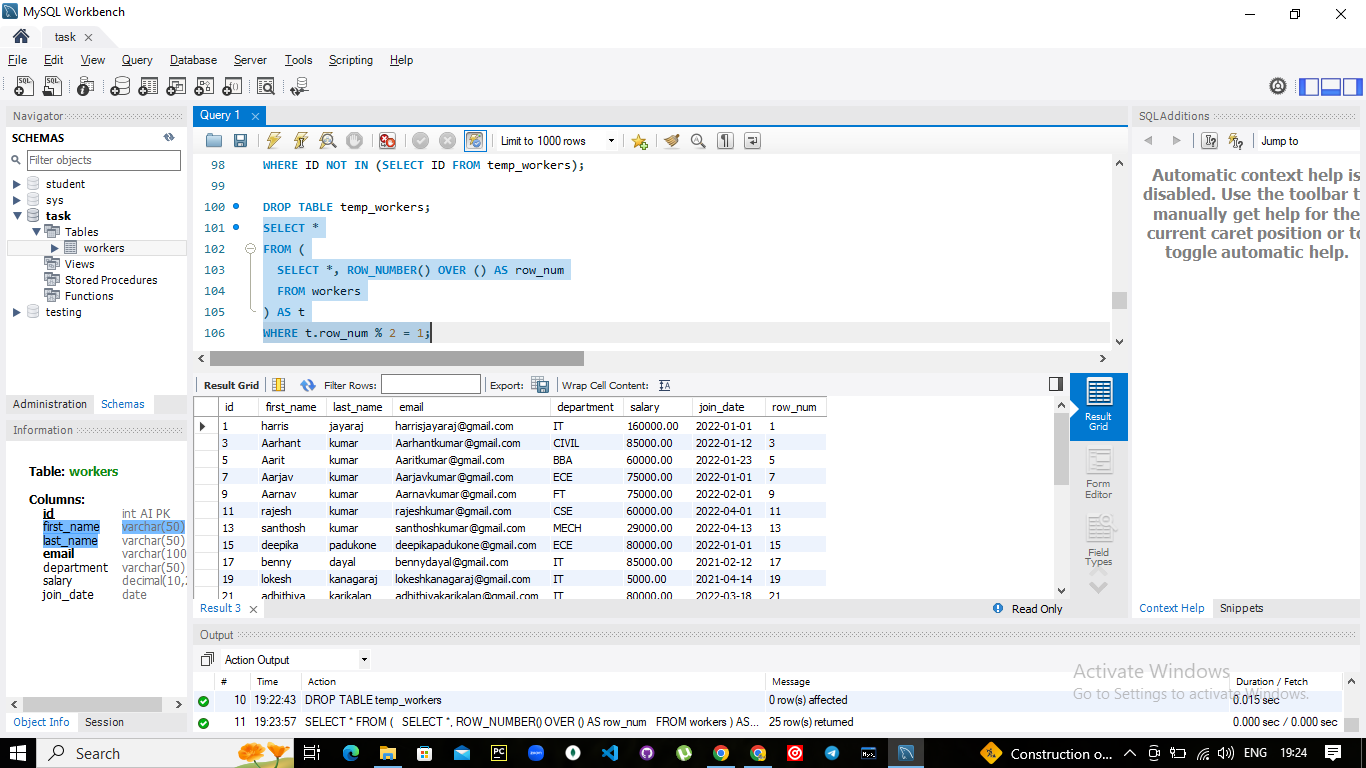 MySQL Workbench
task
File Edit View Query Database Server Tools Scripting Help
Navigator
SCHEMAS
Filter objects
student
sys
task
Tables
workers
Views
Stored Procedures
Functions
testing
Administration Schemas
Information
Table: workers
Columns:
id int AI PK
first_name varchar(50)
last_name varchar(50)
email varchar(100
department varchar(50)
salary decimal(10,
join_date date
Object Info Session
Query 1
Limit to 1000 rows
98 WHERE ID NOT IN (SELECT ID FROM temp_workers);
99
100 DROP TABLE temp_workers;
101 SELECT *
102 FROM (
103 SELECT *, ROW_NUMBER() OVER () AS row_num
104 FROM workers
105 ) AS t
106 WHERE t.row_num % 2 = 1;
Result Grid Filter Rows: Export: Wrap Cell Content:
id first_name last_name email department salary join_date row_num
1 harris jayaraj harrisjayaraj@gmail.com IT 160000.00 2022-01-01 1
3 Aarhant kumar Aarhantkumar@gmail.com CIVIL 85000.00 2022-01-12 3
5 Aarit kumar Aaritkumar@gmail.com BBA 60000.00 2022-01-23 5
7 Aarjav kumar Aarjavkumar@gmail.com ECE 75000.00 2022-01-01 7
9 Aarnav kumar Aarnavkumar@gmail.com FT 75000.00 2022-02-01 9
11 rajesh kumar rajeshkumar@gmail.com CSE 60000.00 2022-04-01 11
13 santhosh kumar santhoshkumar@gmail.com MECH 29000.00 2022-04-13 13
15 deepika padukone deepikapadukone@gmail.com ECE 80000.00 2022-01-01 15
17 benny dayal bennydayal@gmail.com IT 85000.00 2021-02-12 17
19 lokesh kanagaraj lokeshkanagaraj@gmail.com IT 5000.00 2021-04-14 19
21 adhithiya karikalan adhithiyakarikalan@gmail.com IT 80000.00 2022-03-18 21
Result Grid
Form Editor
Field Types
Result 3
Read Only
SQLAdditions
Jump to
Automatic context help is
disabled. Use the toolbar t
manually get help for the
current caret position or to
toggle automatic help.
Context Help Snippets
Output
Action Output
# Time Action Message Duration / Fetch
10 19:22:43 DROP TABLE temp_workers 0 row(s) affected 0.015 sec
11 19:23:57 SELECT * FROM ( SELECT *, ROW_NUMBER() OVER () AS row_num FROM workers ) AS... 25 row(s) returned 0.000 sec / 0.000 sec
Activate Windows
Go to Settings to activate Windows.
Search
Construction o...
ENG
19:24